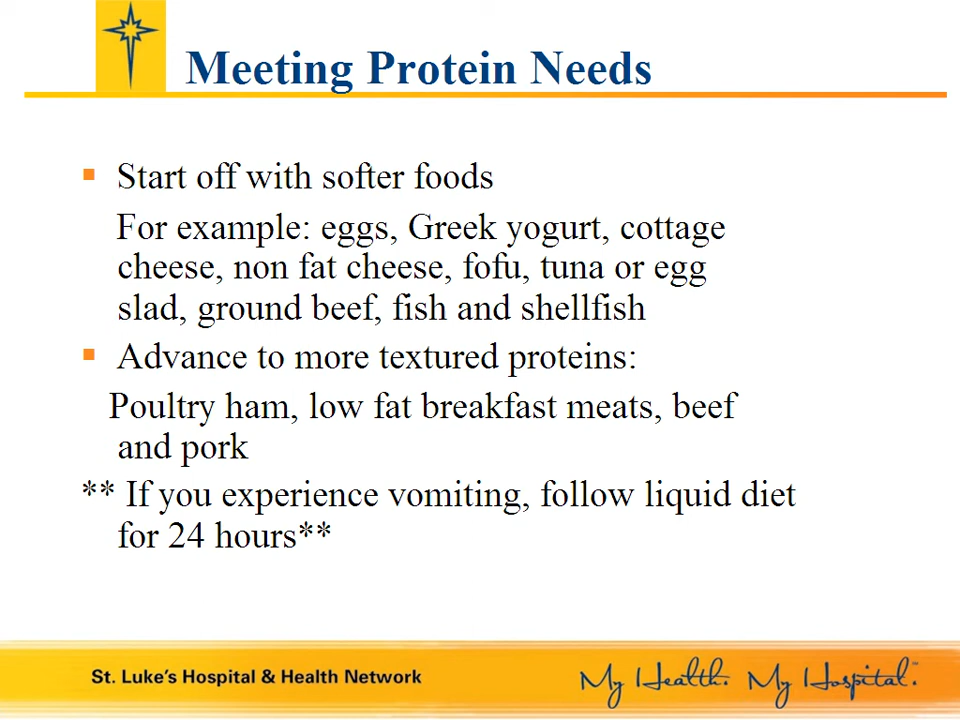 Meeting Protein Needs
Start off with softer foods
For example: eggs, Greek yogurt, cottage
cheese, non fat cheese, fofu, tuna or egg
slad, ground beef, fish and shellfish
Advance to more textured proteins:
Poultry ham, low fat breakfast meats, beef
and pork
** If you experience vomiting, follow liquid diet
for 24 hours**
St. Luke's Hospital & Health Network
My Health. My Hospital.™